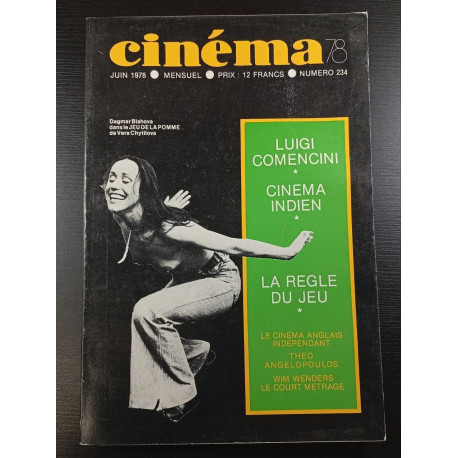 cinéma 78
JUIN 1978 ● MENSUEL ● PRIX : 12 FRANCS ● NUMERO 234
Dagmar Blahova
dans le JEU DE LA POMME
de Vera Chytilova
LUIGI
COMENCINI
*
CINEMA
INDIEN
*
LA REGLE
DU JEU
*
LE CINEMA ANGLAIS
INDEPENDANT
THEO
ANGELOPOULOS
WIM WENDERS
LE COURT METRAGE